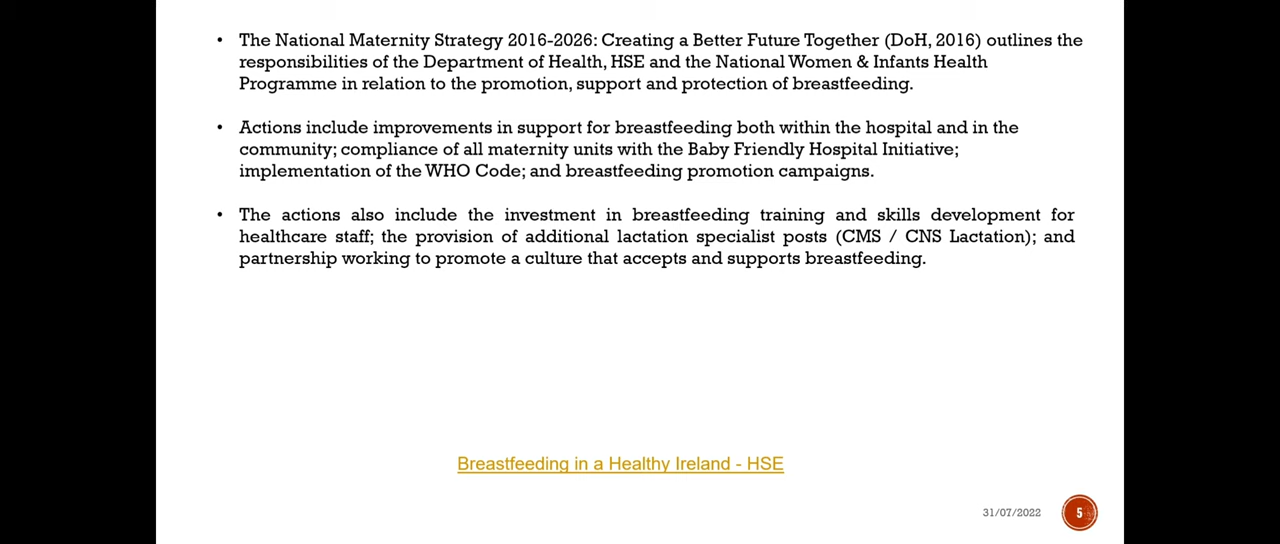 • The National Maternity Strategy 2016-2026: Creating a Better Future Together (DoH, 2016) outlines the
responsibilities of the Department of Health, HSE and the National Women & Infants Health
Programme in relation to the promotion, support and protection of breastfeeding.
• Actions include improvements in support for breastfeeding both within the hospital and in the
community; compliance of all maternity units with the Baby Friendly Hospital Initiative;
implementation of the WHO Code; and breastfeeding promotion campaigns.
• The actions also include the investment in breastfeeding training and skills development for
healthcare staff; the provision of additional lactation specialist posts (CMS / CNS Lactation); and
partnership working to promote a culture that accepts and supports breastfeeding.
Breastfeeding in a Healthy Ireland - HSE
31/07/2022
5